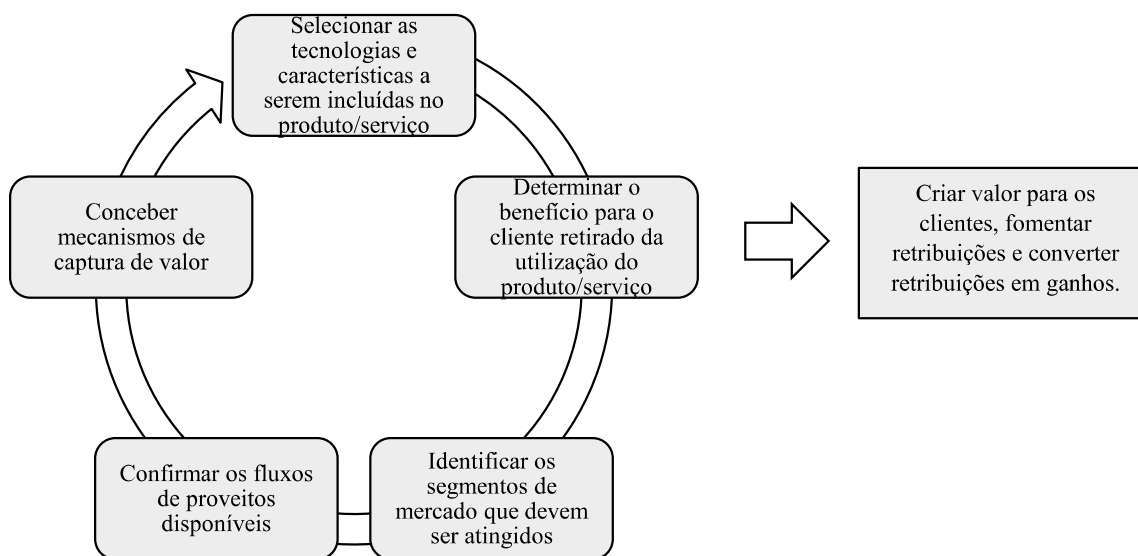 Selecionar as
tecnologias e
características a
serem incluídas no
produto/serviço
Determinar o
benefício para o
cliente retirado da
utilização do
produto/serviço
Identificar os
segmentos de
mercado que devem
ser atingidos
Confirmar os fluxos
de proveitos
disponíveis
Conceber
mecanismos de
captura de valor
Criar valor para os
clientes, fomentar
retribuições e converter
retribuições em ganhos.